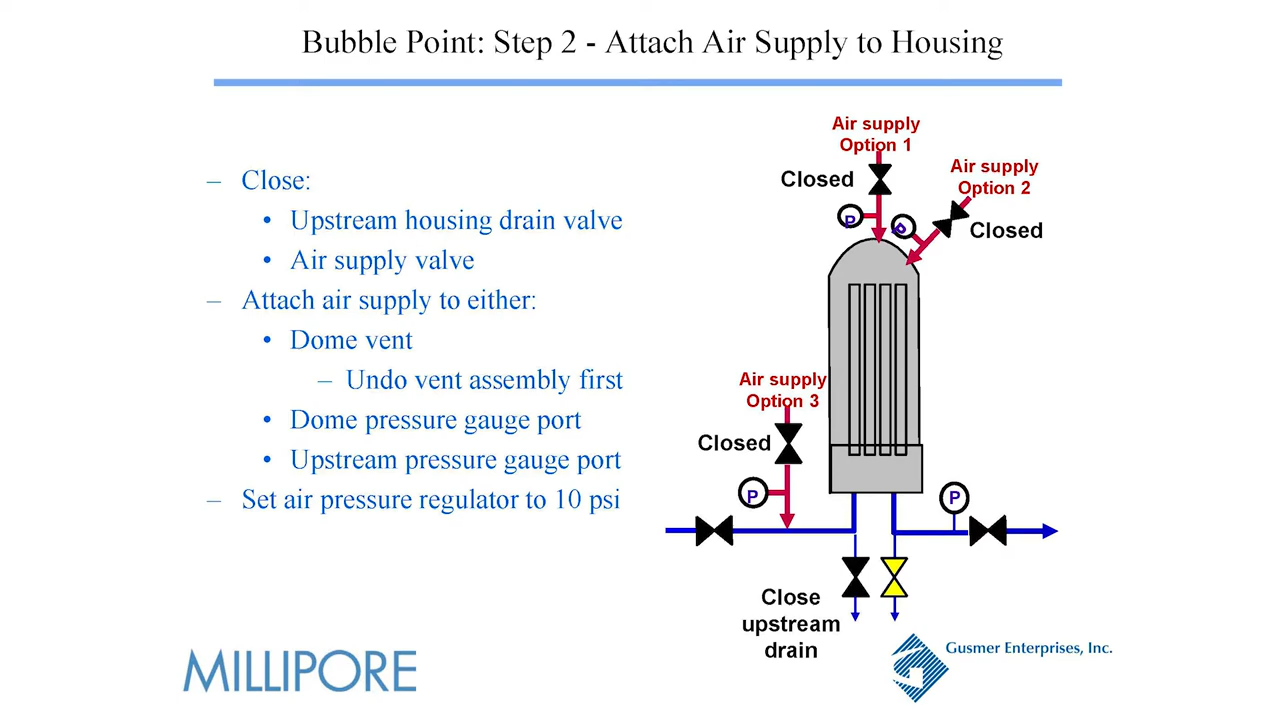 Bubble Point: Step 2 - Attach Air Supply to Housing
– Close:
• Upstream housing drain valve
• Air supply valve
– Attach air supply to either:
• Dome vent
– Undo vent assembly first
• Dome pressure gauge port
• Upstream pressure gauge port
– Set air pressure regulator to 10 psi
Air supply
Option 1
Closed
P
Air supply
Option 2
Closed
P
Air supply
Option 3
Closed
P
P
Close
upstream
drain
MILLIPORE
Gusmer Enterprises, Inc.